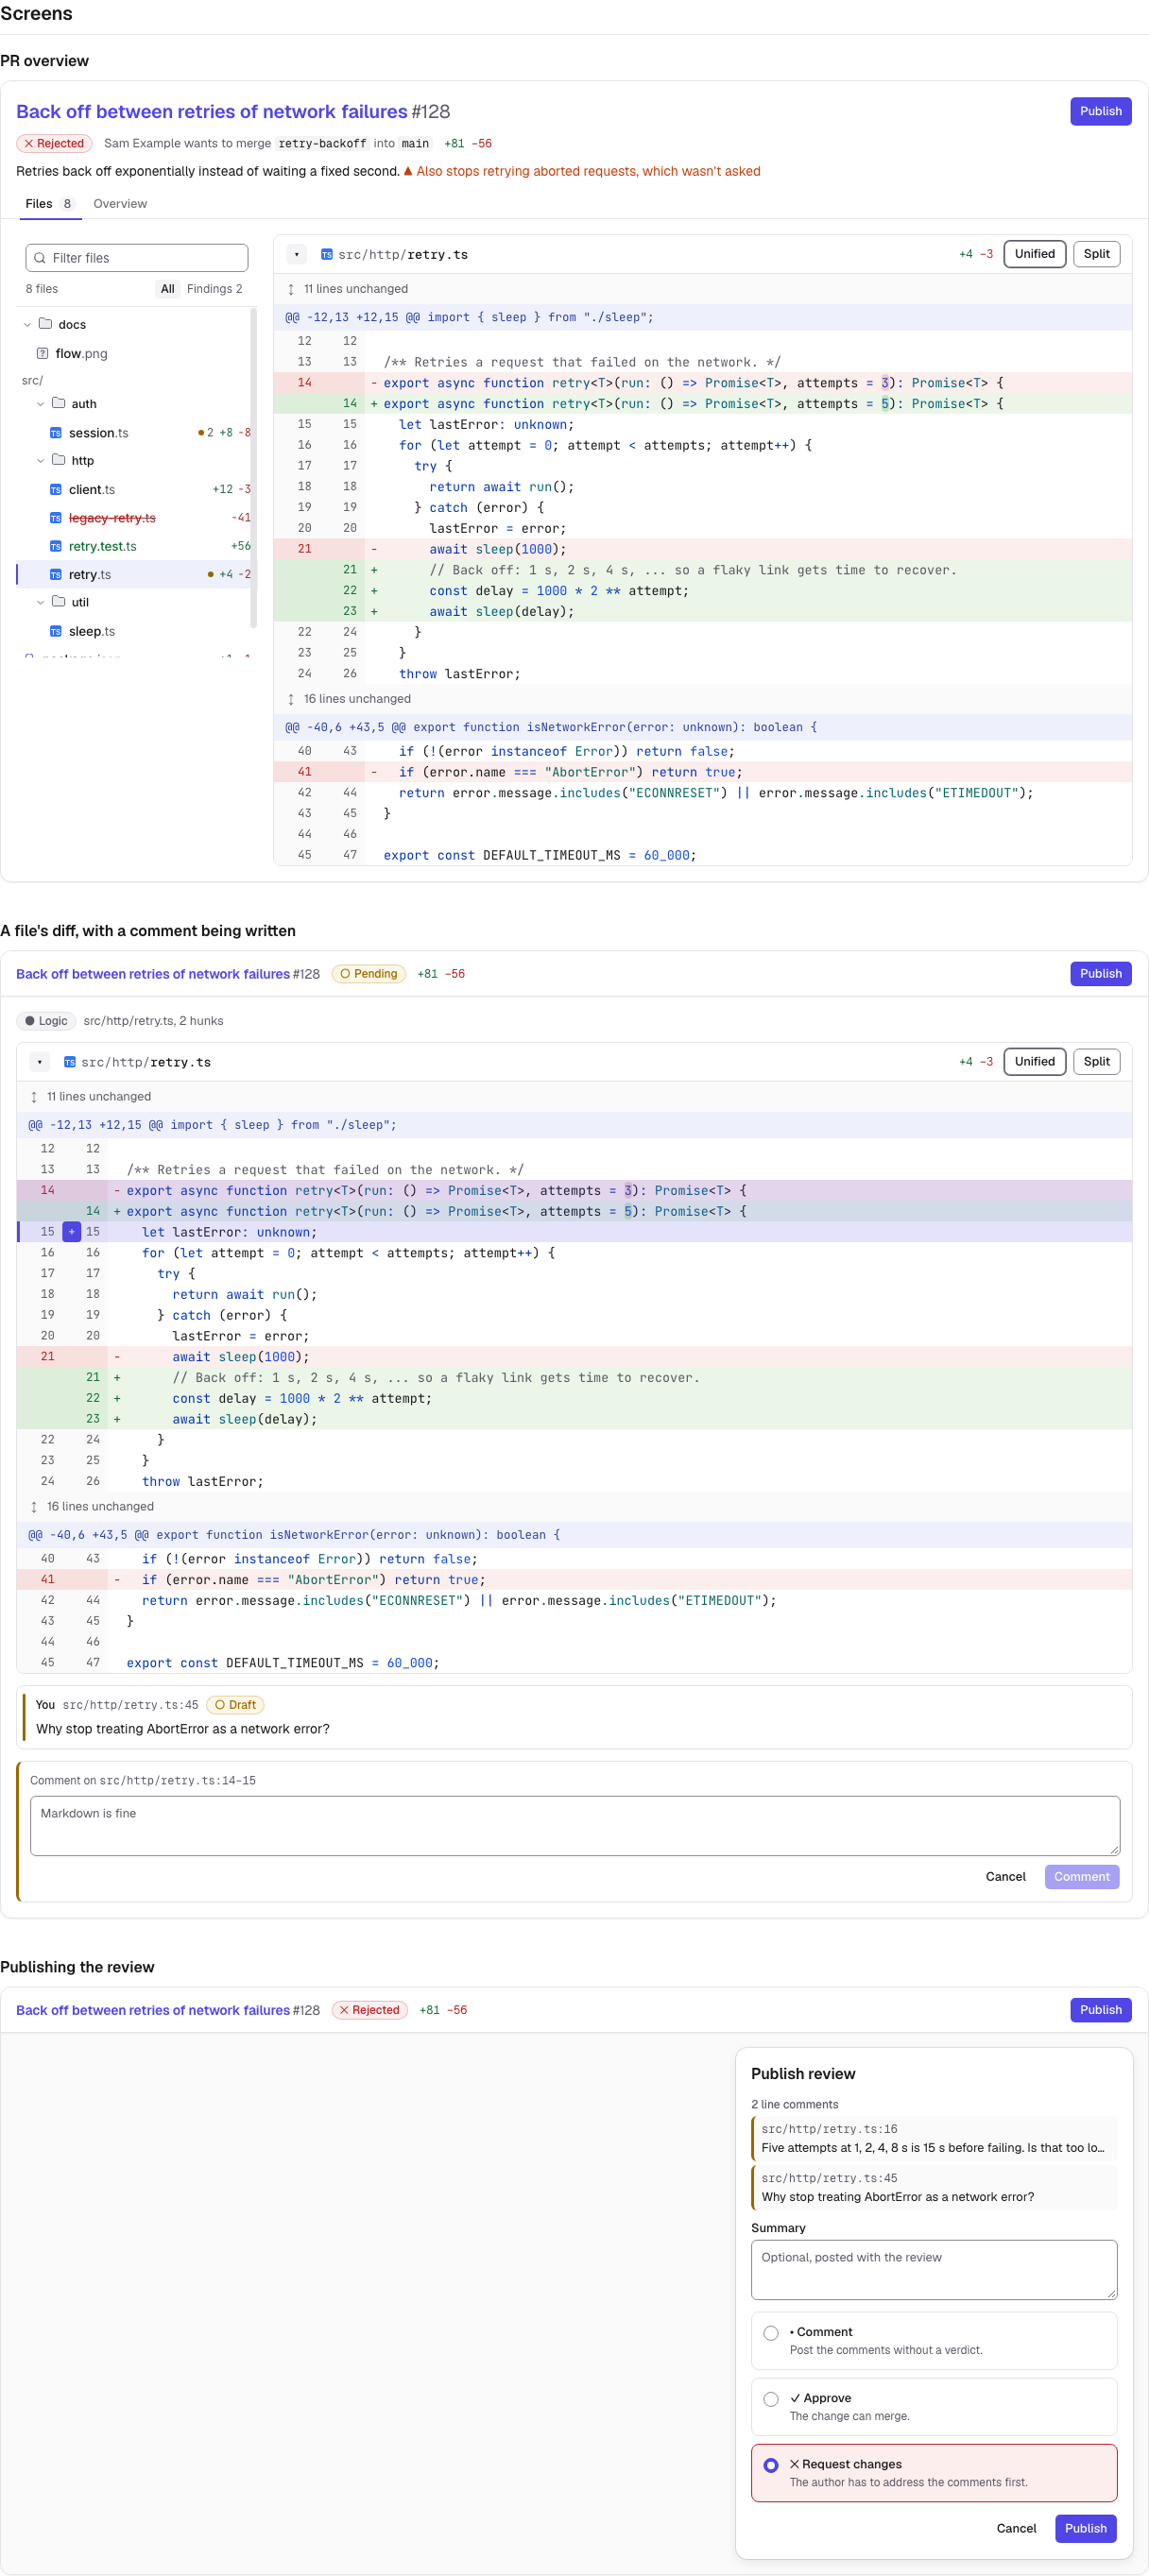 Screens
PR overview
Back off between retries of network failures #128
Publish
Rejected Sam Example wants to merge retry-backoff into main +81 −56
Retries back off exponentially instead of waiting a fixed second. Also stops retrying aborted requests, which wasn't asked
Files 8 Overview
Filter files
8 files All Findings 2
docs
flow.png
src/
auth
session.ts 2 +8 -8
http
client.ts +12 -3
legacy-retry.ts -41
retry.test.ts +56
retry.ts +4 -2
util
sleep.ts
src/http/retry.ts +4 −3 Unified Split
11 lines unchanged
@@ -12,13 +12,15 @@ import { sleep } from "./sleep";
12 12
13 13 /** Retries a request that failed on the network. */
14 - export async function retry<T>(run: () => Promise<T>, attempts = 3): Promise<T> {
14 + export async function retry<T>(run: () => Promise<T>, attempts = 5): Promise<T> {
15 15 let lastError: unknown;
16 16 for (let attempt = 0; attempt < attempts; attempt++) {
17 17 try {
18 18 return await run();
19 19 } catch (error) {
20 20 lastError = error;
21 - await sleep(1000);
21 + // Back off: 1 s, 2 s, 4 s, ... so a flaky link gets time to recover.
22 + const delay = 1000 * 2 ** attempt;
23 + await sleep(delay);
22 24 }
23 25 }
24 26 throw lastError;
16 lines unchanged
@@ -40,6 +43,5 @@ export function isNetworkError(error: unknown): boolean {
40 43 if (!(error instanceof Error)) return false;
41 - if (error.name === "AbortError") return true;
42 44 return error.message.includes("ECONNRESET") || error.message.includes("ETIMEDOUT");
43 45 }
44 46
45 47 export const DEFAULT_TIMEOUT_MS = 60_000;
A file's diff, with a comment being written
Back off between retries of network failures #128 Pending +81 −56 Publish
Logic src/http/retry.ts, 2 hunks
src/http/retry.ts +4 −3 Unified Split
11 lines unchanged
@@ -12,13 +12,15 @@ import { sleep } from "./sleep";
12 12
13 13 /** Retries a request that failed on the network. */
14 - export async function retry<T>(run: () => Promise<T>, attempts = 3): Promise<T> {
14 + export async function retry<T>(run: () => Promise<T>, attempts = 5): Promise<T> {
15 + 15 let lastError: unknown;
16 16 for (let attempt = 0; attempt < attempts; attempt++) {
17 17 try {
18 18 return await run();
19 19 } catch (error) {
20 20 lastError = error;
21 - await sleep(1000);
21 + // Back off: 1 s, 2 s, 4 s, ... so a flaky link gets time to recover.
22 + const delay = 1000 * 2 ** attempt;
23 + await sleep(delay);
22 24 }
23 25 }
24 26 throw lastError;
16 lines unchanged
@@ -40,6 +43,5 @@ export function isNetworkError(error: unknown): boolean {
40 43 if (!(error instanceof Error)) return false;
41 - if (error.name === "AbortError") return true;
42 44 return error.message.includes("ECONNRESET") || error.message.includes("ETIMEDOUT");
43 45 }
44 46
45 47 export const DEFAULT_TIMEOUT_MS = 60_000;
You src/http/retry.ts:45 Draft
Why stop treating AbortError as a network error?
Comment on src/http/retry.ts:14–15
Markdown is fine
Cancel Comment
Publishing the review
Back off between retries of network failures #128 Rejected +81 −56 Publish
Publish review
2 line comments
src/http/retry.ts:16
Five attempts at 1, 2, 4, 8 s is 15 s before failing. Is that too lo...
src/http/retry.ts:45
Why stop treating AbortError as a network error?
Summary
Optional, posted with the review
• Comment
Post the comments without a verdict.
✓ Approve
The change can merge.
Request changes
The author has to address the comments first.
Cancel Publish